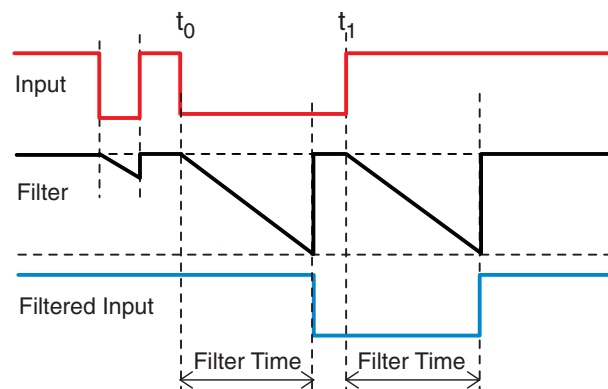 t0 t1
Input
Filter
Filtered Input
Filter Time Filter Time